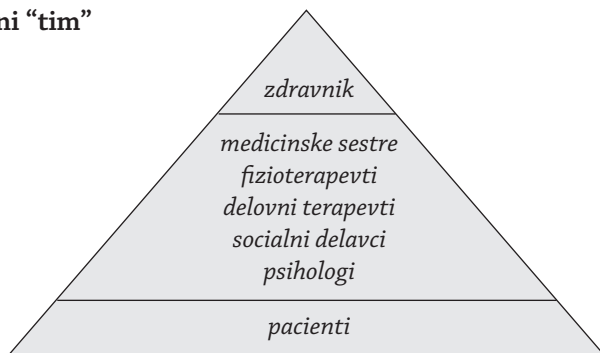 ni “tim”
zdravnik
medicinske sestre
fizioterapevti
delovni terapevti
socialni delavci
psihologi
pacienti